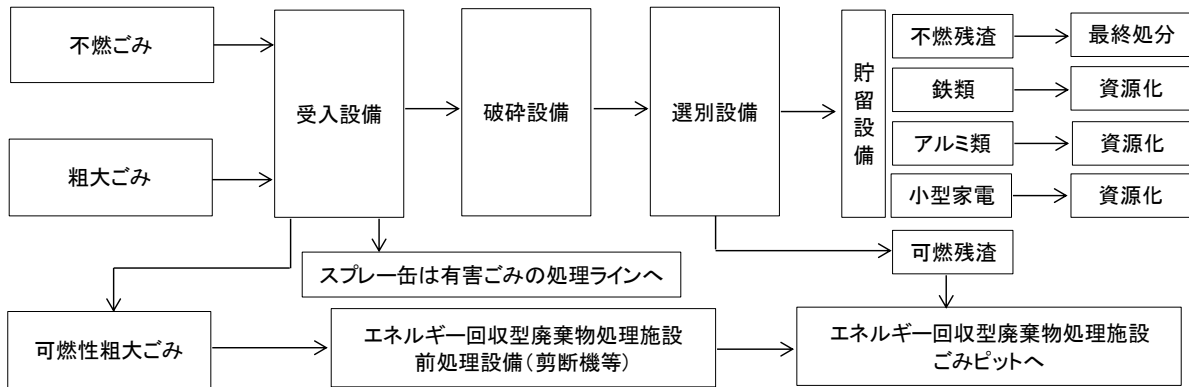 不燃ごみ
粗大ごみ
受入設備
破砕設備
選別設備
貯留設備
不燃残渣
最終処分
鉄類
資源化
アルミ類
資源化
小型家電
資源化
可燃残渣
スプレー缶は有害ごみの処理ラインへ
可燃性粗大ごみ
エネルギー回収型廃棄物処理施設
前処理設備（剪断機等）
エネルギー回収型廃棄物処理施設
ごみピットへ